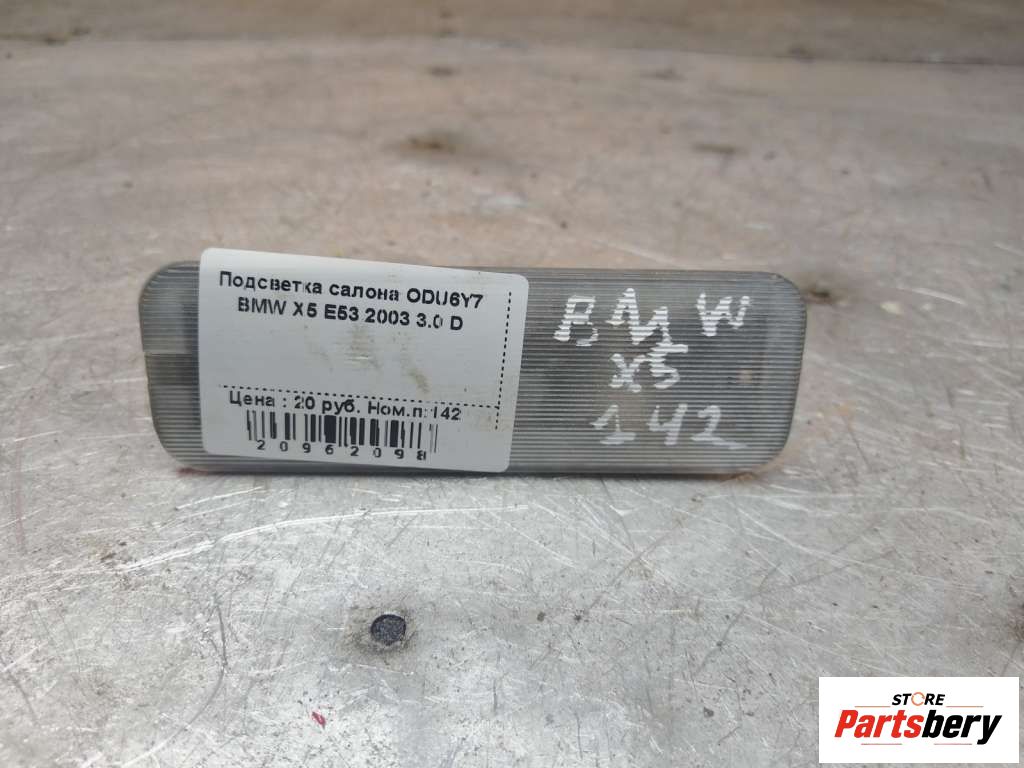 Подсветка салона ODU6Y7
BMW X5 E53 2003 3.0 D
Цена : 20 руб. Ном.п:142
20962098
BMW
X5
142
STORE
Partsbery